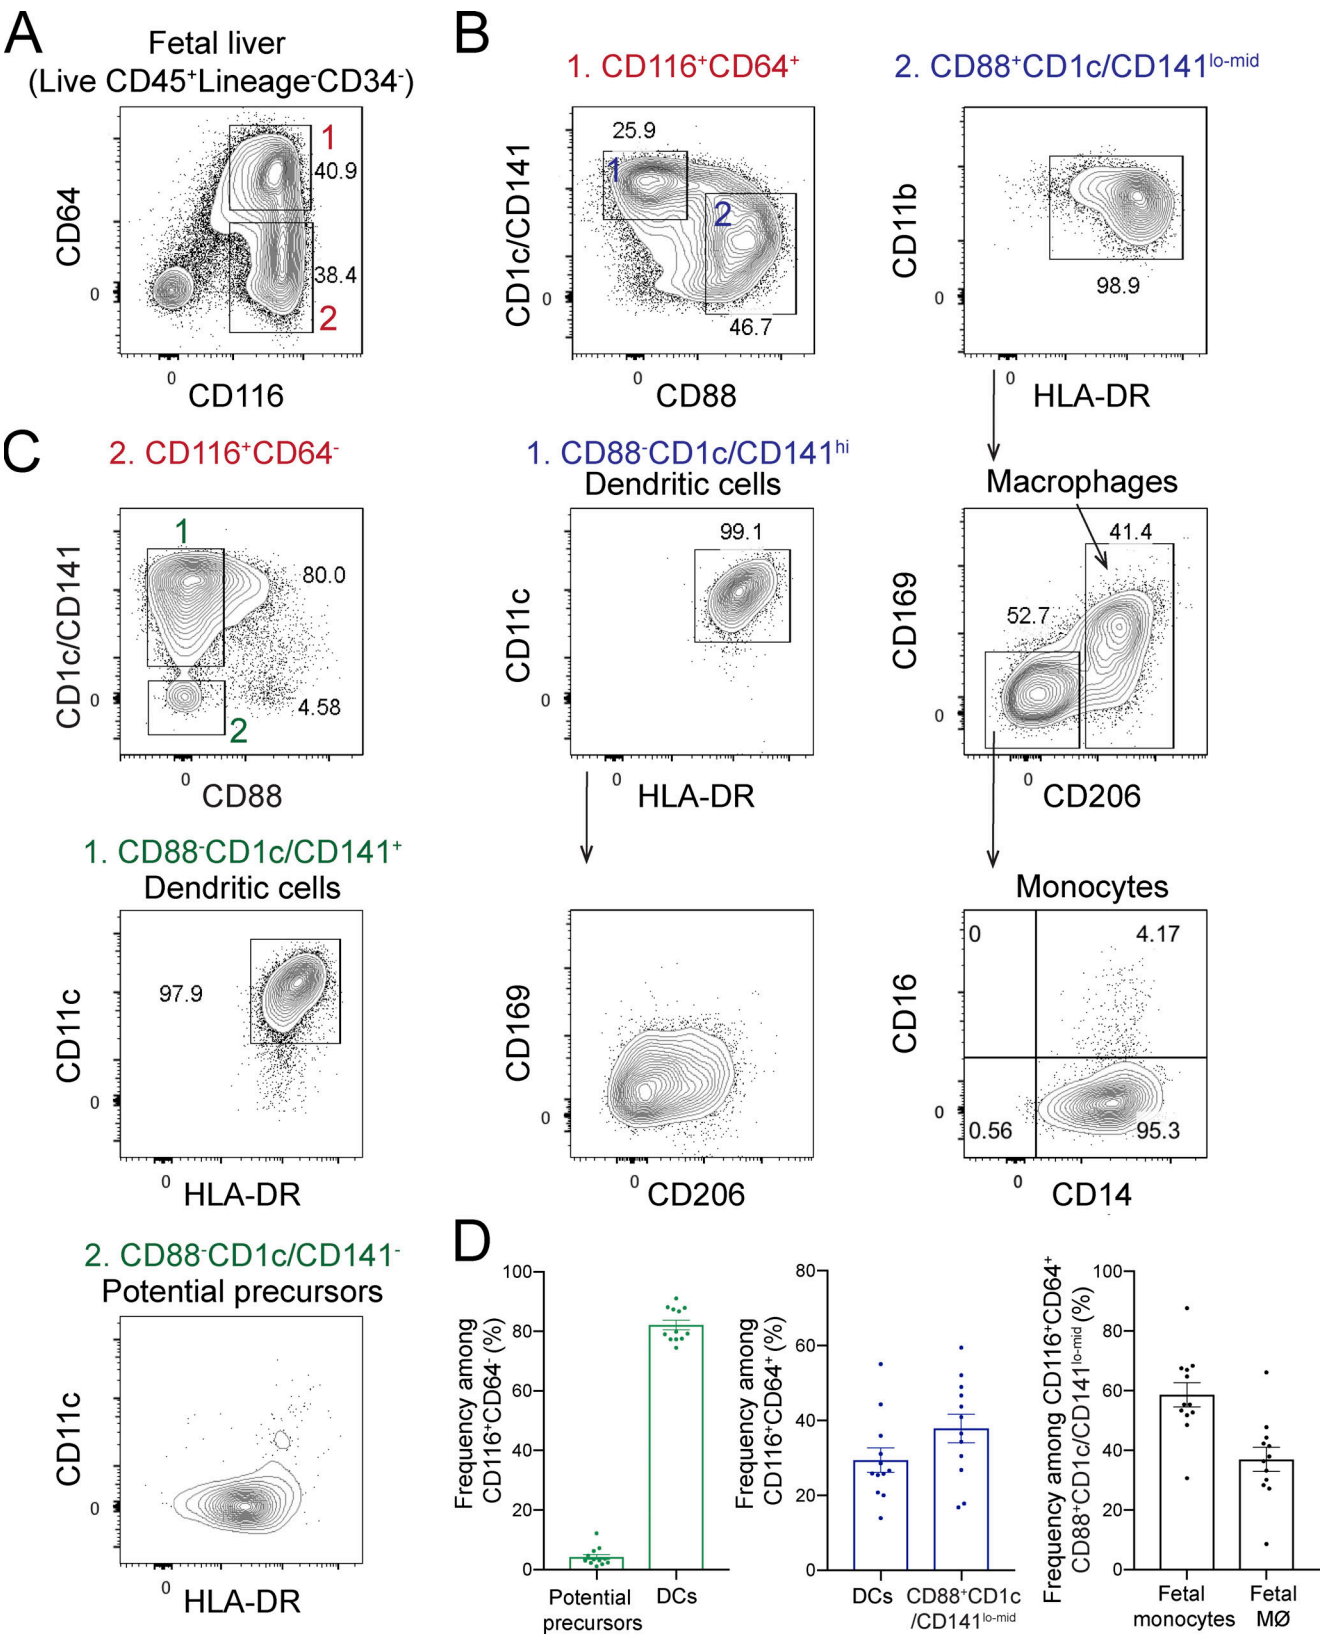 A
Fetal liver
(Live CD45⁺Lineage⁻CD34⁻)
CD64
0
1
40.9
38.4
2
0
CD116
B
1. CD116⁺CD64⁺
CD1c/CD141
0
25.9
1
2
46.7
0
CD88
2. CD88⁺CD1c/CD141ˡᵒ⁻ᵐⁱᵈ
CD11b
0
98.9
0
HLA-DR
1. CD88⁻CD1c/CD141ʰⁱ
Dendritic cells
CD11c
0
99.1
0
HLA-DR
Macrophages
CD169
0
52.7
41.4
0
CD206
CD169
0
0
CD206
Monocytes
CD16
0
0
4.17
0.56
95.3
0
CD14
C
2. CD116⁺CD64⁻
CD1c/CD141
0
1
80.0
4.58
2
0
CD88
1. CD88⁻CD1c/CD141⁺
Dendritic cells
CD11c
0
97.9
0
HLA-DR
2. CD88⁻CD1c/CD141⁻
Potential precursors
CD11c
0
0
HLA-DR
D
Frequency among
CD116⁺CD64⁻ (%)
100
80
60
40
20
0
Potential
precursors
DCs
Frequency among
CD116⁺CD64⁺ (%)
80
60
40
20
0
DCs
CD88⁺CD1c
/CD141ˡᵒ⁻ᵐⁱᵈ
Frequency among CD116⁺CD64⁺
CD88⁺CD1c/CD141ˡᵒ⁻ᵐⁱᵈ (%)
100
80
60
40
20
0
Fetal
monocytes
Fetal
MØ